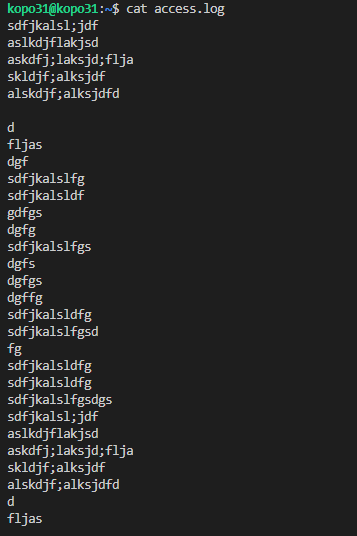 kopo31@kopo31:~$ cat access.log
sdfjkalsl;jdf
aslkdjflakjsd
askdfj;laksjd;flja
skldjf;alksjdf
alskdjf;alksjdfd

d
fljas
dgf
sdfjkalslfg
sdfjkalsldf
gdfgs
dgfg
sdfjkalslfgs
dgfs
dgfgs
dgffg
sdfjkalsldfg
sdfjkalslfgsd
fg
sdfjkalsldfg
sdfjkalsldfg
sdfjkalslfgsdgs
sdfjkalsl;jdf
aslkdjflakjsd
askdfj;laksjd;flja
skldjf;alksjdf
alskdjf;alksjdfd
d
fljas